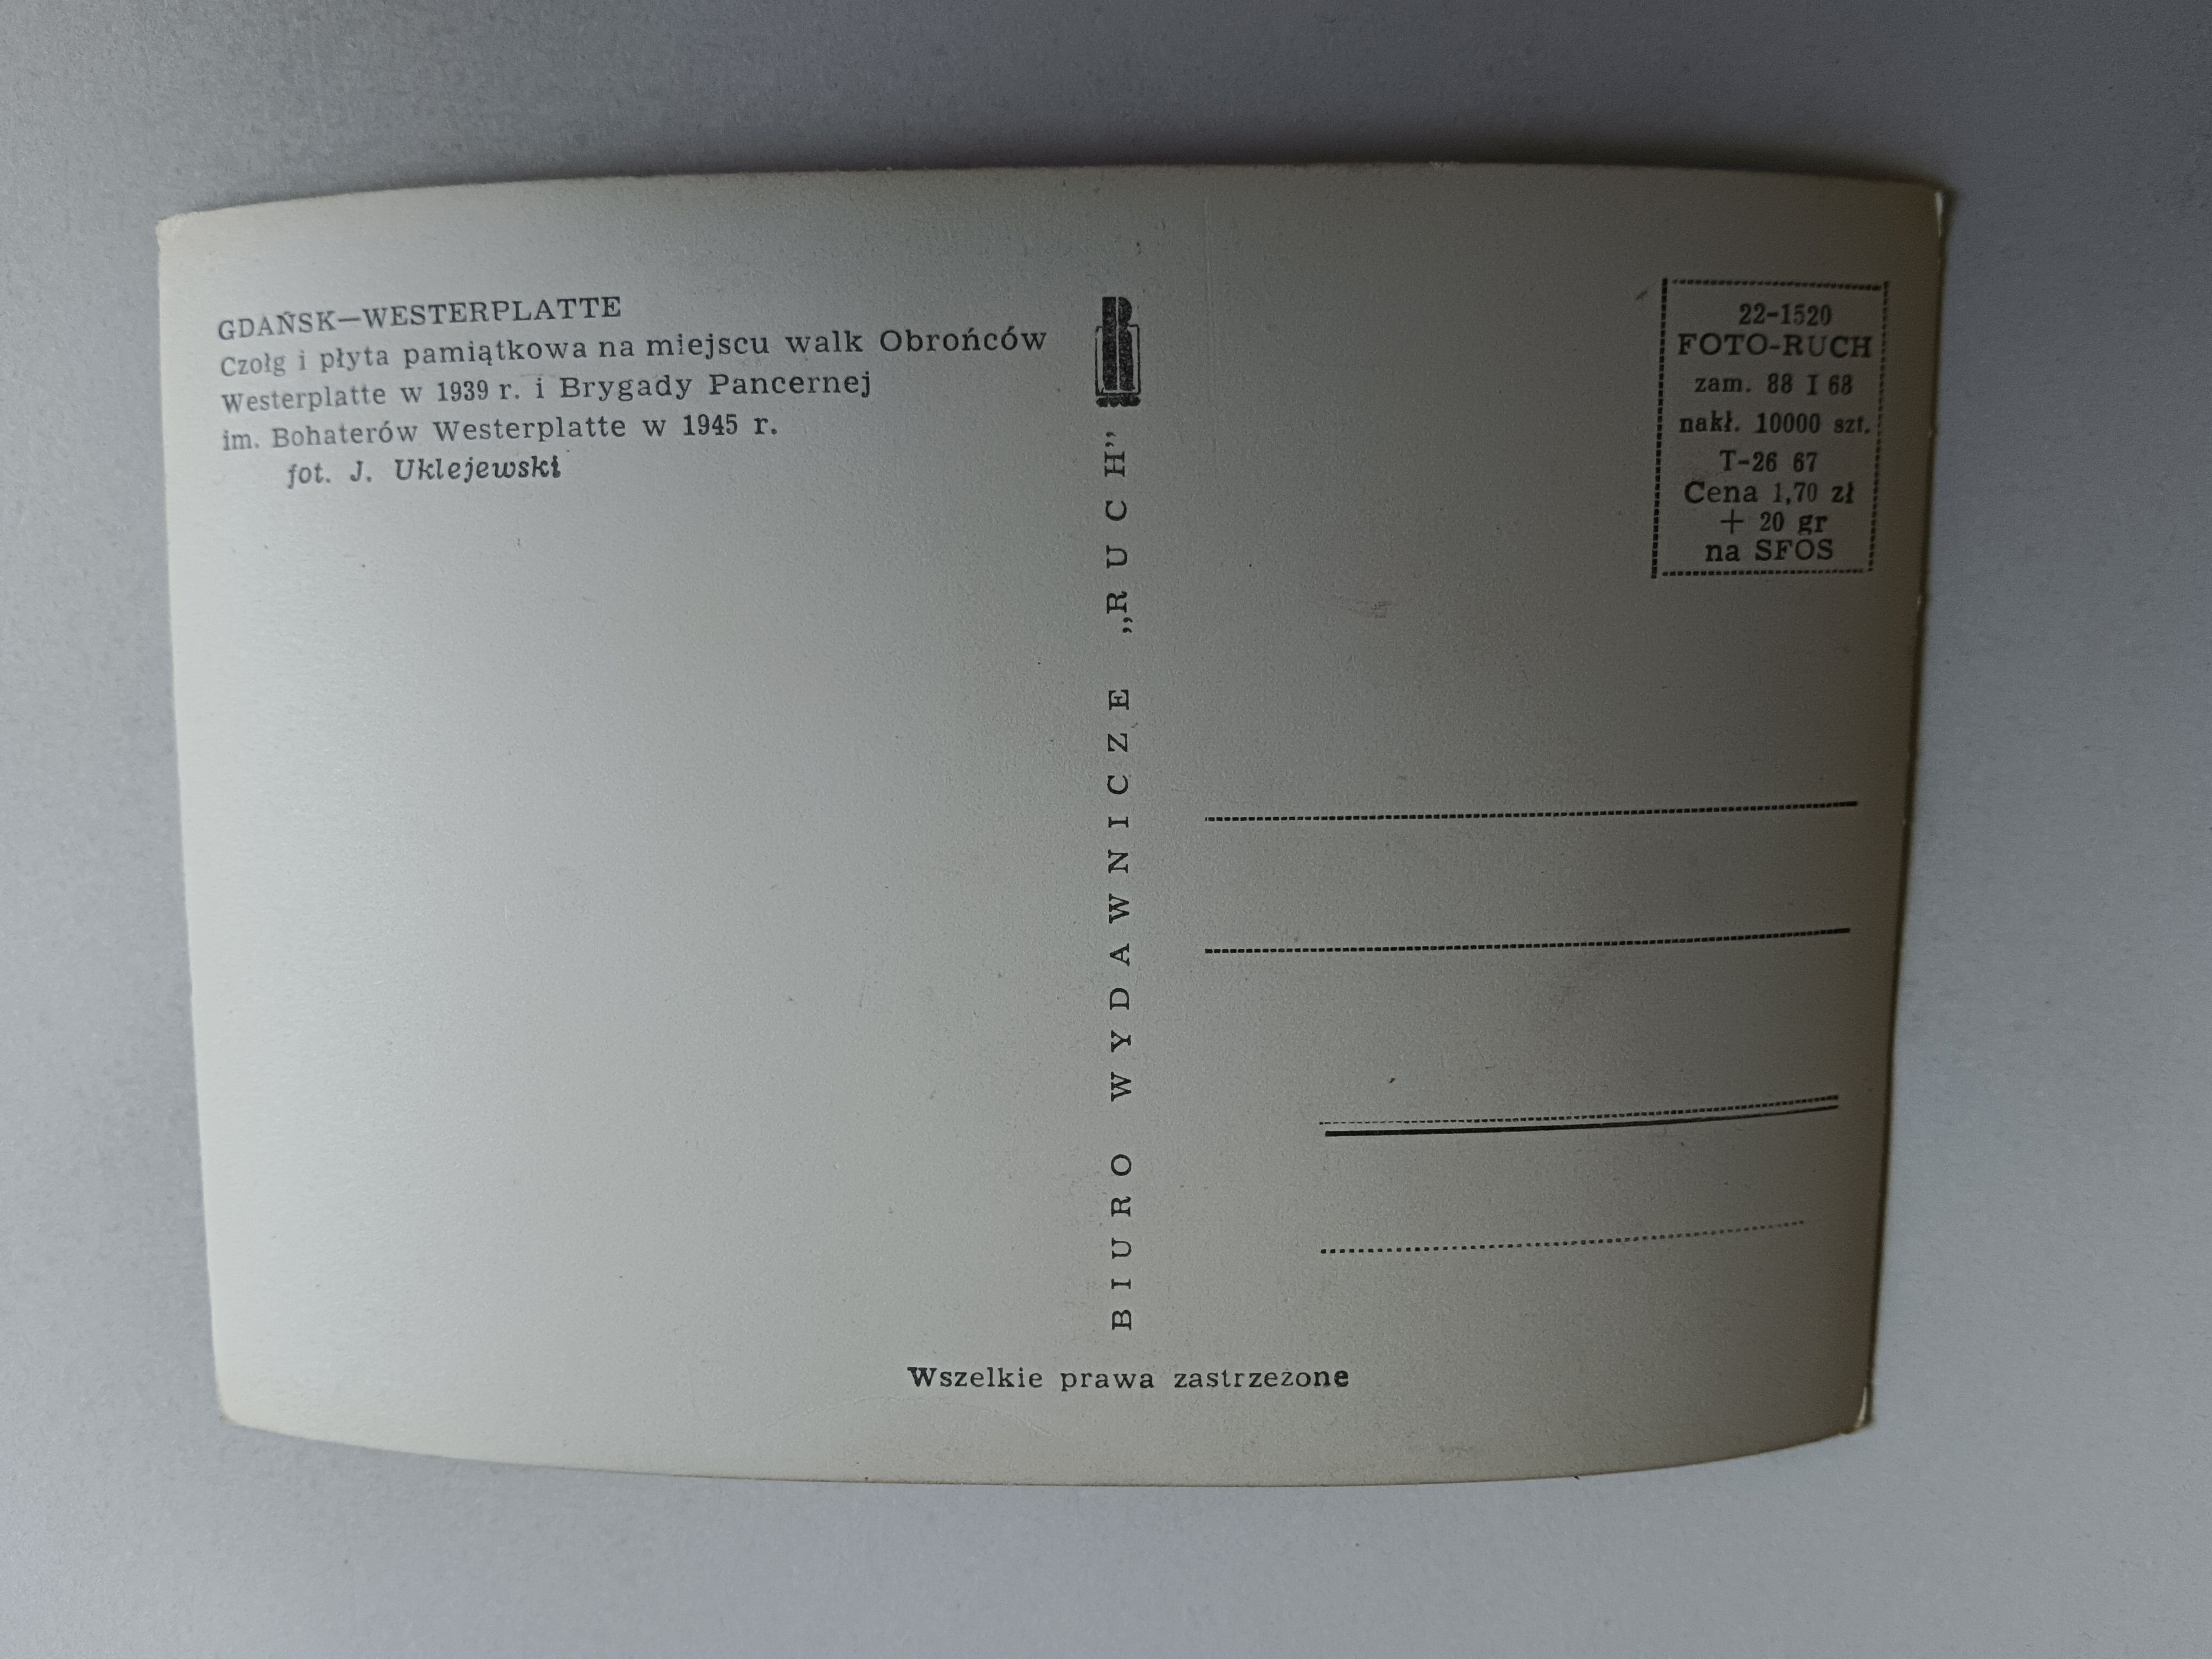 GDAŃSK—WESTERPLATTE
Czołg i płyta pamiątkowa na miejscu walk Obrońców
Westerplatte w 1939 r. i Brygady Pancernej
im. Bohaterów Westerplatte w 1945 r.
fot. J. Uklejewski
BIURO WYDAWNICZE „RUCH”
22-1520
FOTO-RUCH
zam. 88 I 68
nakł. 10000 szt.
T-26 67
Cena 1,70 zł
+ 20 gr
na SFOS
Wszelkie prawa zastrzeżone